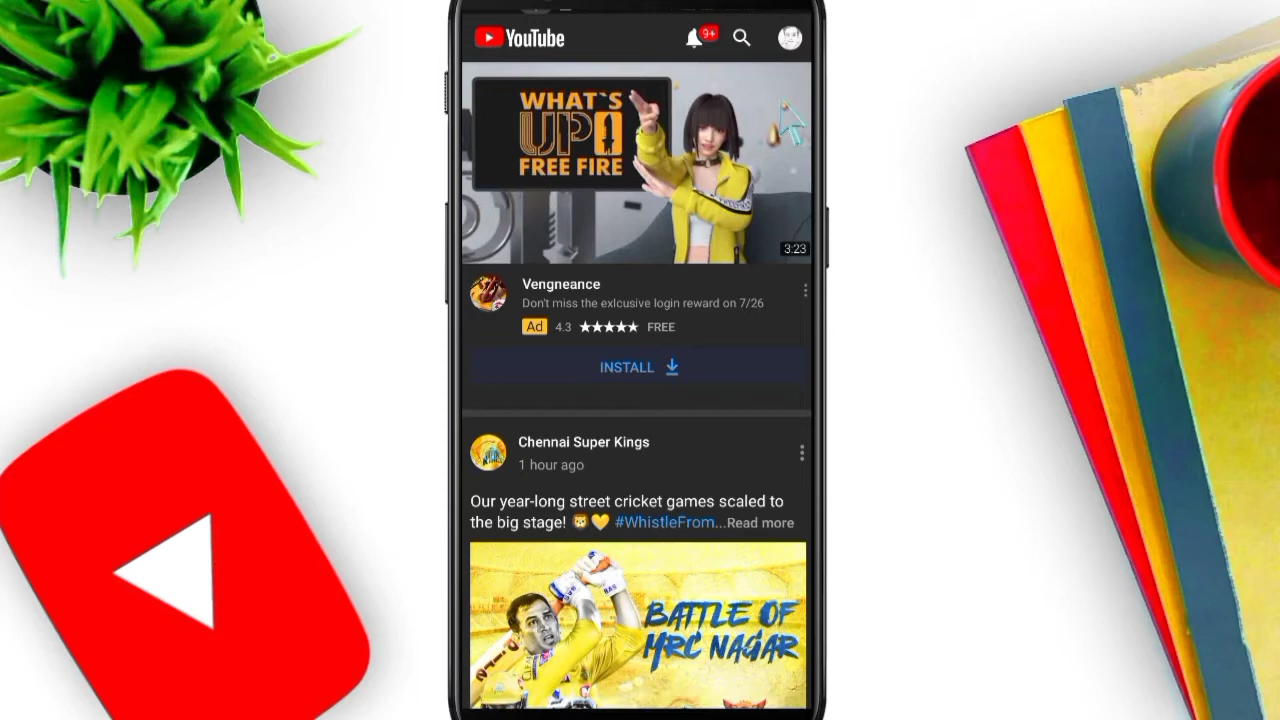 YouTube
9+
WHAT`S
UP
FREE FIRE
3:23
Vengneance
Don't miss the exlcusive login reward on 7/26
Ad 4.3 ★★★★★ FREE
INSTALL
Chennai Super Kings
1 hour ago
Our year-long street cricket games scaled to
the big stage! 🦁💛 #WhistleFrom...Read more
BATTLE OF
MRC NAGAR